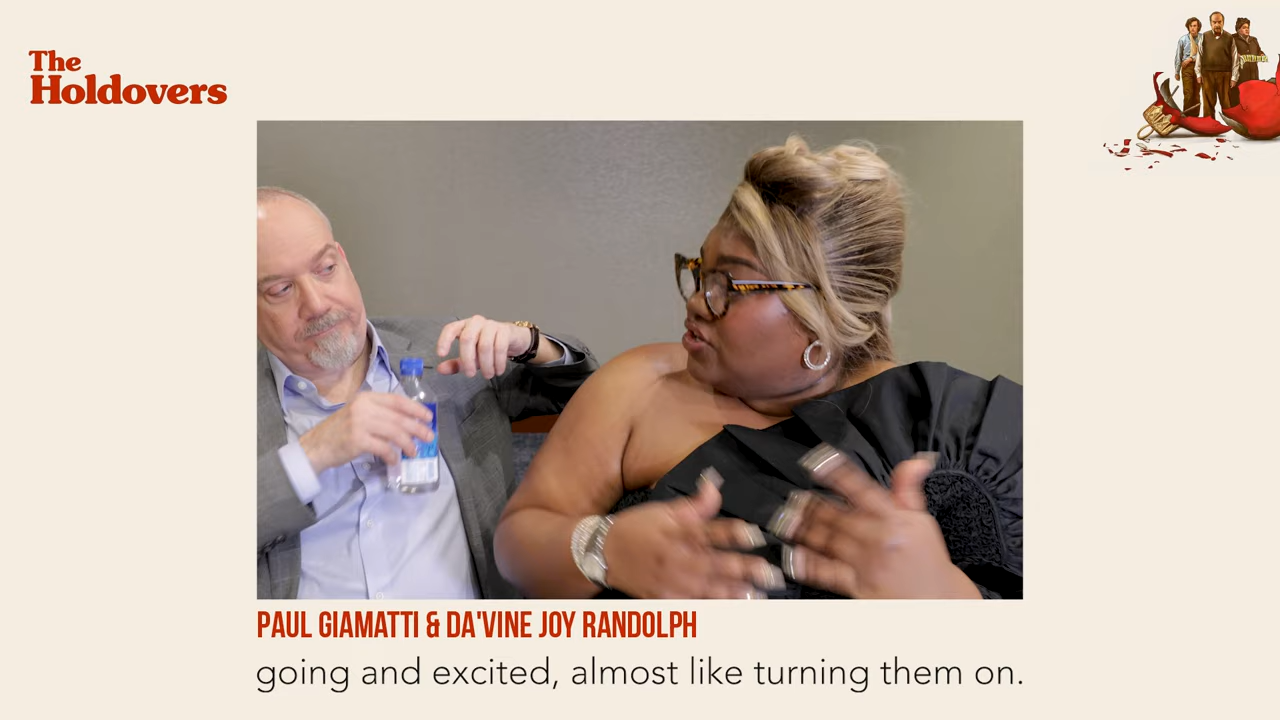 The
Holdovers
PAUL GIAMATTI & DA'VINE JOY RANDOLPH
going and excited, almost like turning them on.